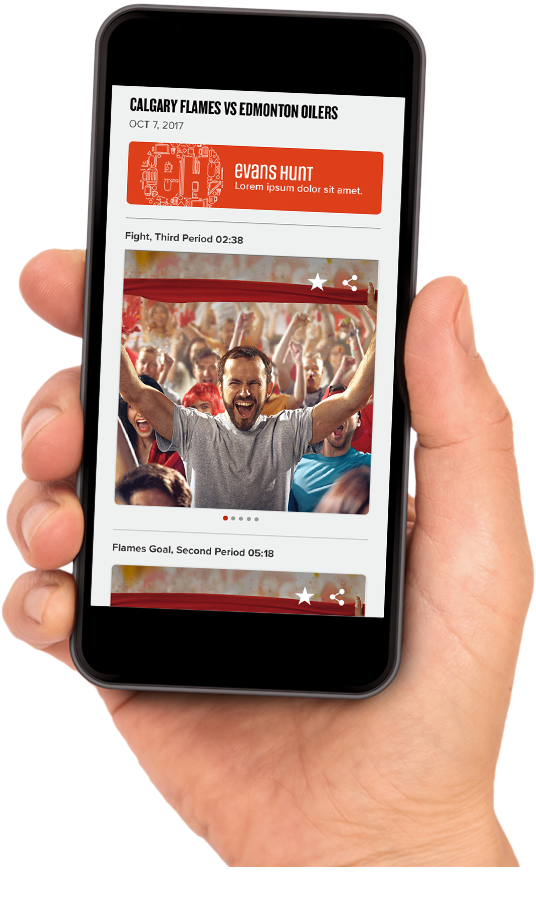 CALGARY FLAMES VS EDMONTON OILERS
OCT 7, 2017
eh
evans HUNT
Lorem ipsum dolor sit amet.
Fight, Third Period 02:38
Flames Goal, Second Period 05:18